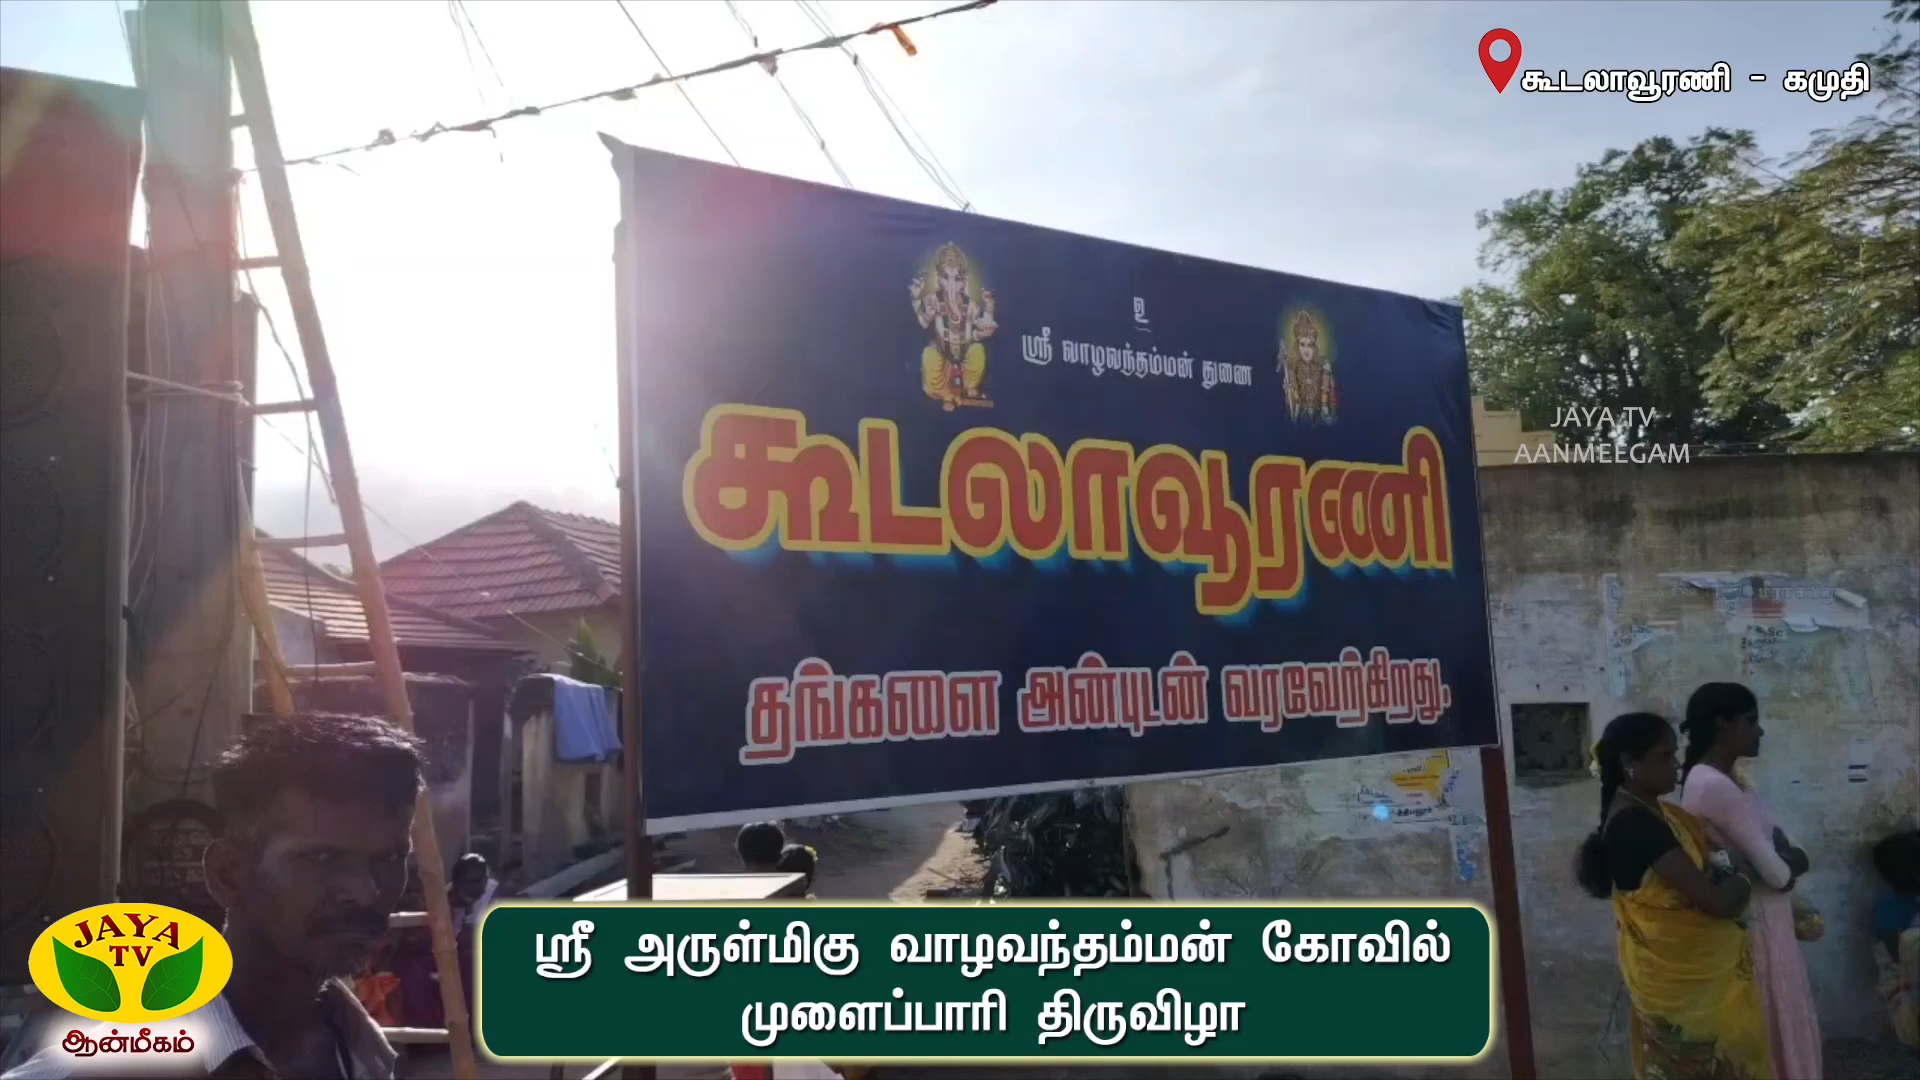 கூடலாவூரணி - கமுதி
உ
ஸ்ரீ வாழவந்தம்மன் துணை
கூடலாவூரணி
JAYA TV
AANMEEGAM
தங்களை அன்புடன் வரவேற்கிறது.
JAYA
TV
ஆன்மீகம்
ஸ்ரீ அருள்மிகு வாழவந்தம்மன் கோவில்
முளைப்பாரி திருவிழா